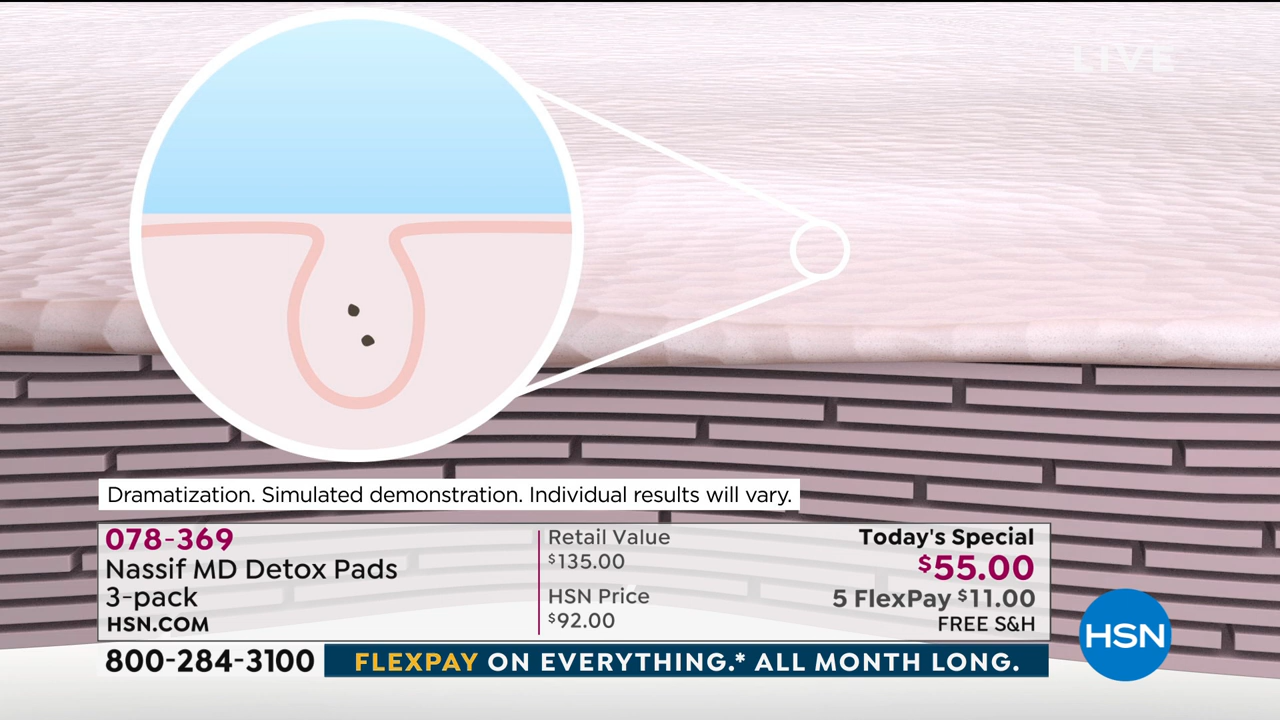 LIVE
Dramatization. Simulated demonstration. Individual results will vary.
078-369
Nassif MD Detox Pads
3-pack
HSN.COM
Retail Value
$135.00
HSN Price
$92.00
Today's Special
$55.00
5 FlexPay $11.00
FREE S&H
800-284-3100
FLEXPAY ON EVERYTHING.* ALL MONTH LONG.
HSN